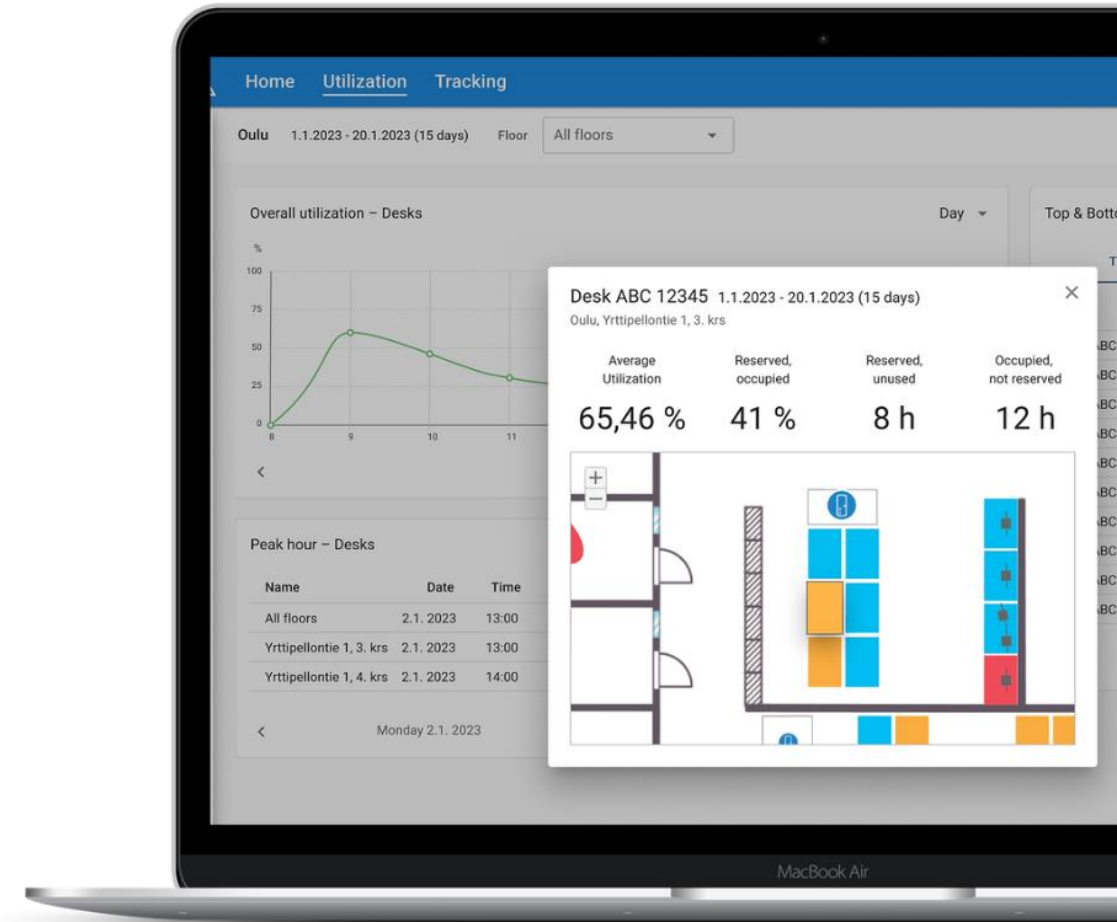 Home Utilization Tracking
Oulu 1.1.2023 - 20.1.2023 (15 days) Floor All floors
Overall utilization – Desks Day
%
100
75
50
25
0
8 9 10 11
Peak hour – Desks
Name Date Time
All floors 2.1. 2023 13:00
Yrttipellontie 1, 3. krs 2.1. 2023 13:00
Yrttipellontie 1, 4. krs 2.1. 2023 14:00
Monday 2.1. 2023
Top &
Desk ABC 12345 1.1.2023 - 20.1.2023 (15 days)
Oulu, Yrttipellontie 1, 3. krs
Average Utilization
65,46 %
Reserved, occupied
41 %
Reserved, unused
8 h
Occupied, not reserved
12 h
+
−
MacBook Air